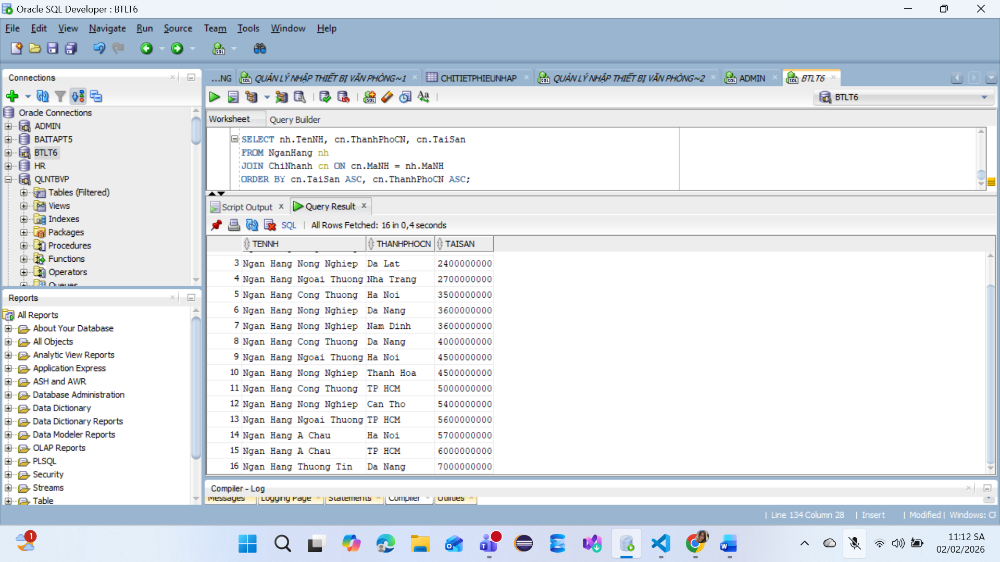 Oracle SQL Developer : BTLT6
File Edit View Navigate Run Source Team Tools Window Help
Connections
Oracle Connections
ADMIN
BAITAPT5
BTLT6
HR
QLNTBVP
Tables (Filtered)
Views
Indexes
Packages
Procedures
Functions
Operators
Queues
Reports
All Reports
About Your Database
All Objects
Analytic View Reports
Application Express
ASH and AWR
Database Administration
Data Dictionary
Data Dictionary Reports
Data Modeler Reports
OLAP Reports
PLSQL
Security
Streams
Table
...NG QUẢN LÝ NHẬP THIẾT BỊ VĂN PHÒNG~1 CHITIETPHIEUNHAP QUẢN LÝ NHẬP THIẾT BỊ VĂN PHÒNG~2 ADMIN BTLT6
BTLT6
Worksheet Query Builder
SELECT nh.TenNH, cn.ThanhPhoCN, cn.TaiSan
FROM NganHang nh
JOIN ChiNhanh cn ON cn.MaNH = nh.MaNH
ORDER BY cn.TaiSan ASC, cn.ThanhPhoCN ASC;
Script Output Query Result
SQL | All Rows Fetched: 16 in 0,4 seconds
TENNH THANHPHOCN TAISAN
3 Ngan Hang Nong Nghiep Da Lat 2400000000
4 Ngan Hang Ngoai Thuong Nha Trang 2700000000
5 Ngan Hang Cong Thuong Ha Noi 3500000000
6 Ngan Hang Nong Nghiep Da Nang 3600000000
7 Ngan Hang Nong Nghiep Nam Dinh 3600000000
8 Ngan Hang Cong Thuong Da Nang 4000000000
9 Ngan Hang Ngoai Thuong Ha Noi 4500000000
10 Ngan Hang Nong Nghiep Thanh Hoa 4500000000
11 Ngan Hang Cong Thuong TP HCM 5000000000
12 Ngan Hang Nong Nghiep Can Tho 5400000000
13 Ngan Hang Ngoai Thuong TP HCM 5600000000
14 Ngan Hang A Chau Ha Noi 5700000000
15 Ngan Hang A Chau TP HCM 6000000000
16 Ngan Hang Thuong Tin Da Nang 7000000000
Compiler - Log
Messages Logging Page Statements Compiler Utilities
| Line 134 Column 28 | Insert | Modified | Windows:
1
11:12 SA
02/02/2026